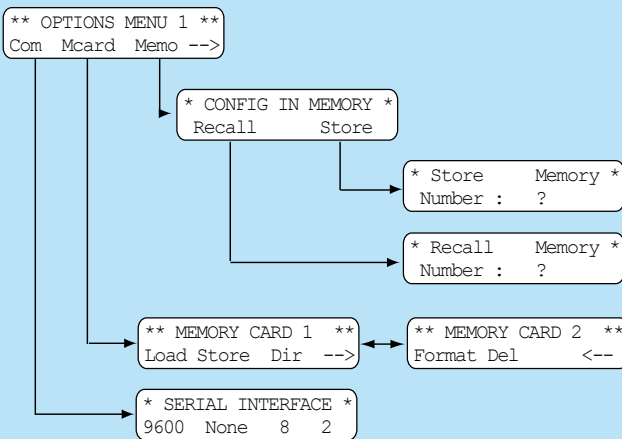 ** OPTIONS MENU 1 **
Com Mcard Memo -->
* CONFIG IN MEMORY *
Recall Store
* Store Memory *
Number : ?
* Recall Memory *
Number : ?
** MEMORY CARD 1 **
Load Store Dir -->
** MEMORY CARD 2 **
Format Del <--
* SERIAL INTERFACE *
9600 None 8 2